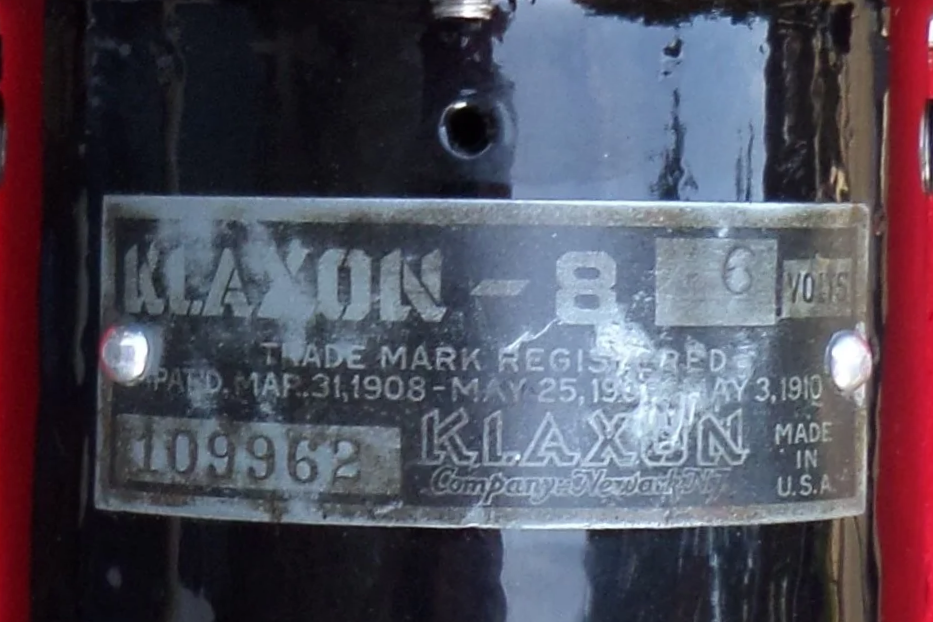 KLAXON - 8 6 VOLTS
TRADE MARK REGISTERED
PAT'D. MAR. 31, 1908 - MAY 25, MAY 3, 1910
109962 KLAXON MADE
Company - Newark N.J. IN
U.S.A.